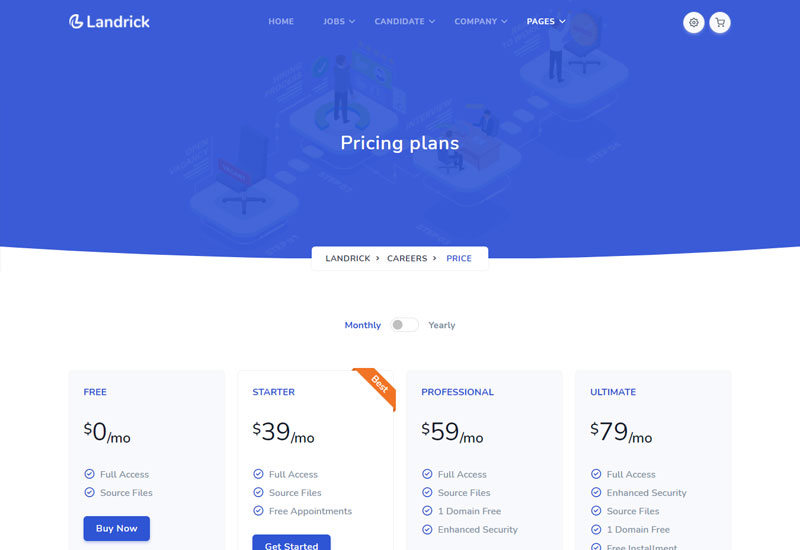 Landrick
HOME JOBS CANDIDATE COMPANY PAGES
Pricing plans
LANDRICK > CAREERS > PRICE
Monthly Yearly
FREE
$0/mo
Full Access
Source Files
Buy Now
Best
STARTER
$39/mo
Full Access
Source Files
Free Appointments
Get Started
PROFESSIONAL
$59/mo
Full Access
Source Files
1 Domain Free
Enhanced Security
ULTIMATE
$79/mo
Full Access
Enhanced Security
Source Files
1 Domain Free
Free Installment